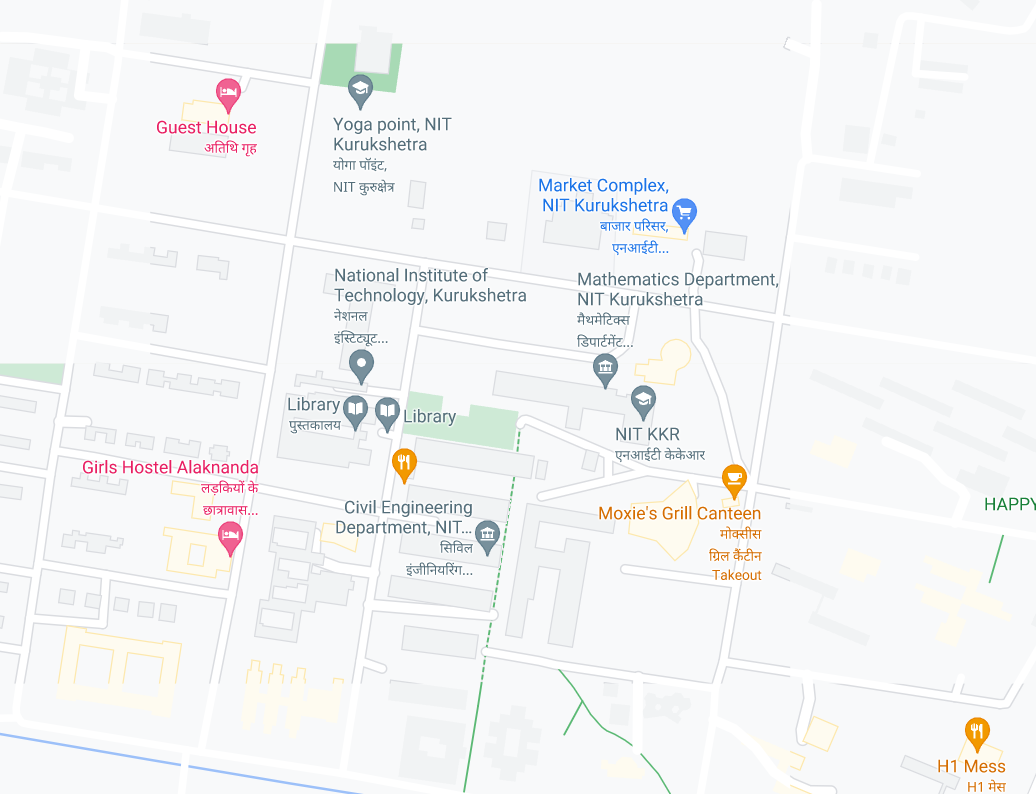 Guest House
अतिथि गृह
Yoga point, NIT
Kurukshetra
योगा पॉइंट,
NIT कुरुक्षेत्र
Market Complex,
NIT Kurukshetra
बाजार परिसर,
एनआईटी...
National Institute of
Technology, Kurukshetra
नेशनल
इंस्टिट्यूट...
Mathematics Department,
NIT Kurukshetra
मैथमेटिक्स
डिपार्टमेंट...
Library
पुस्तकालय
Library
NIT KKR
एनआईटी केकेआर
Girls Hostel Alaknanda
लड़कियों के
छात्रावास...
Civil Engineering
Department, NIT...
सिविल
इंजीनियरिंग...
Moxie's Grill Canteen
मोक्सीस
ग्रिल कैंटीन
Takeout
HAPPY
H1 Mess
H1 मेस